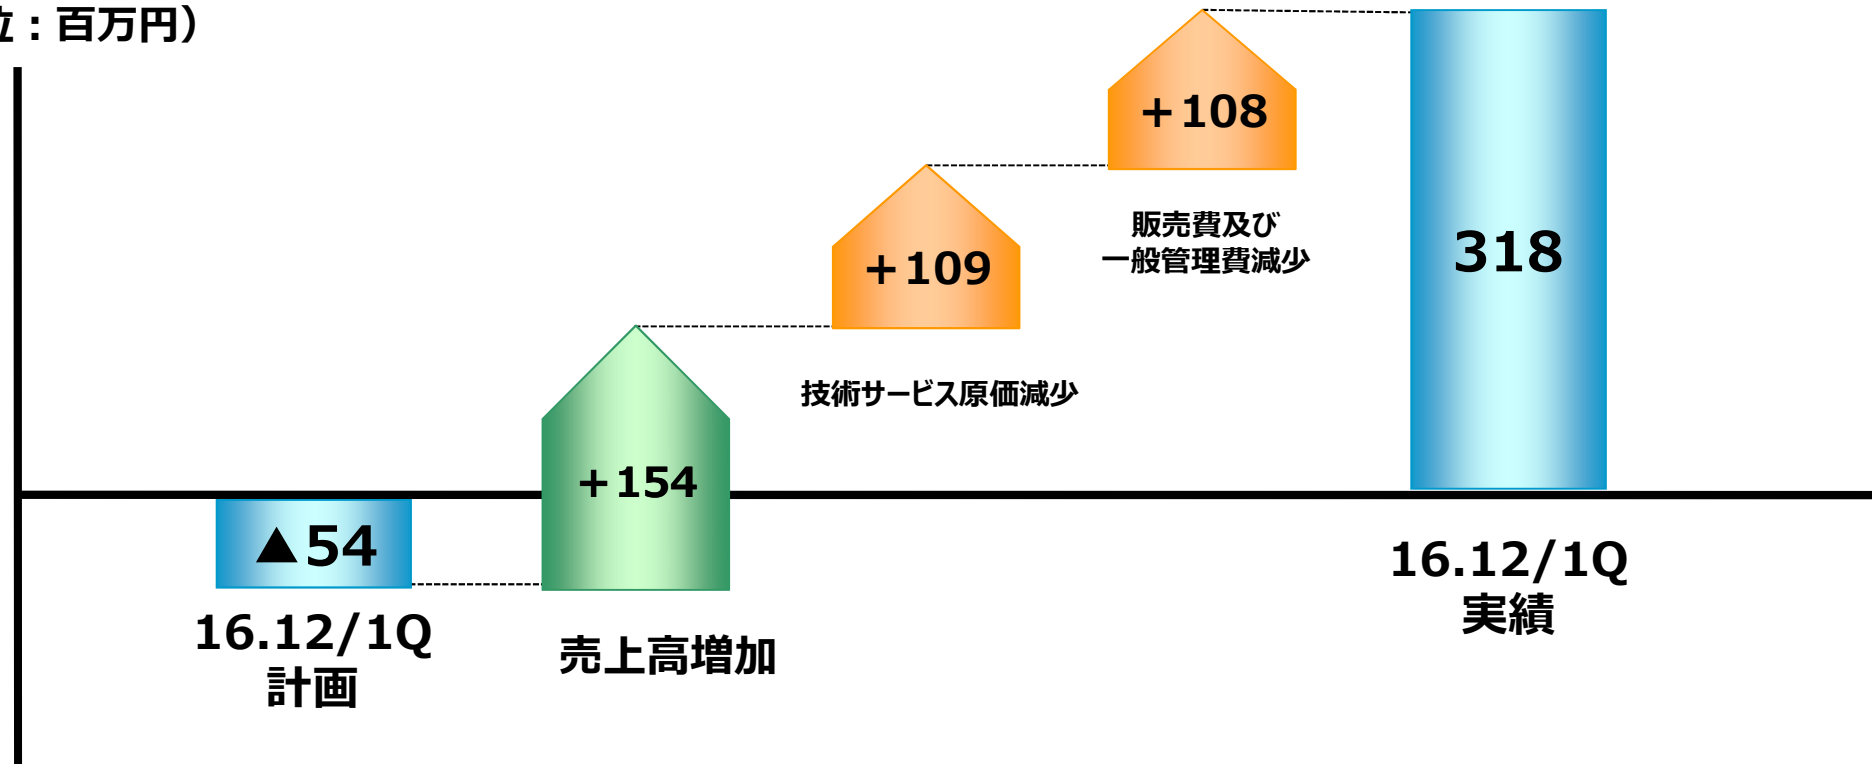 ：百万円）
＋108
販売費及び
一般管理費減少
318
＋109
技術サービス原価減少
＋154
▲54
16.12/1Q
計画
売上高増加
16.12/1Q
実績